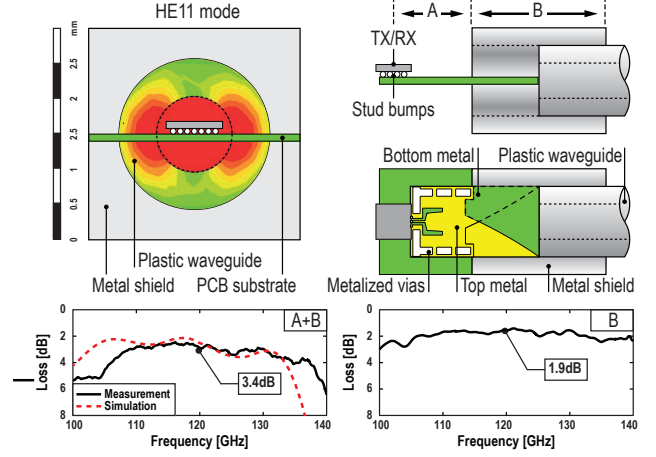 HE11 mode
mm
3
2.5
2
2.5
1
0.5
0
Plastic waveguide
Metal shield
PCB substrate
A
B
TX/RX
Stud bumps
Bottom metal
Plastic waveguide
Metalized vias
Top metal
Metal shield
A+B
Loss [dB]
0
2
4
6
8
3.4dB
Measurement
Simulation
100
110
120
130
140
Frequency [GHz]
B
Loss [dB]
0
2
4
6
8
1.9dB
100
110
120
130
140
Frequency [GHz]